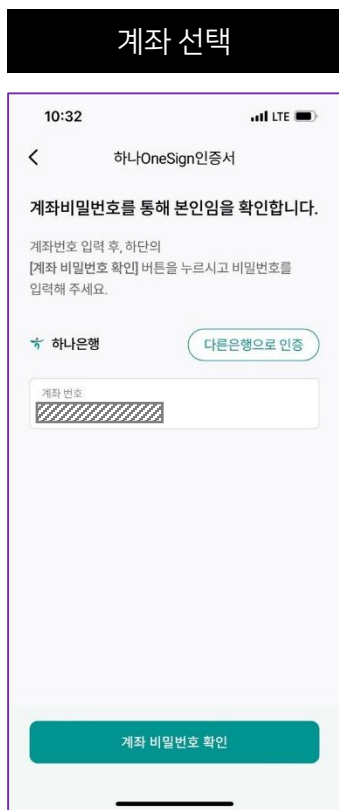 계좌 선택
10:32 LTE
하나OneSign인증서
계좌비밀번호를 통해 본인임을 확인합니다.
계좌번호 입력 후, 하단의
[계좌 비밀번호 확인] 버튼을 누르시고 비밀번호를
입력해 주세요.
하나은행 다른은행으로 인증
계좌 번호
계좌 비밀번호 확인